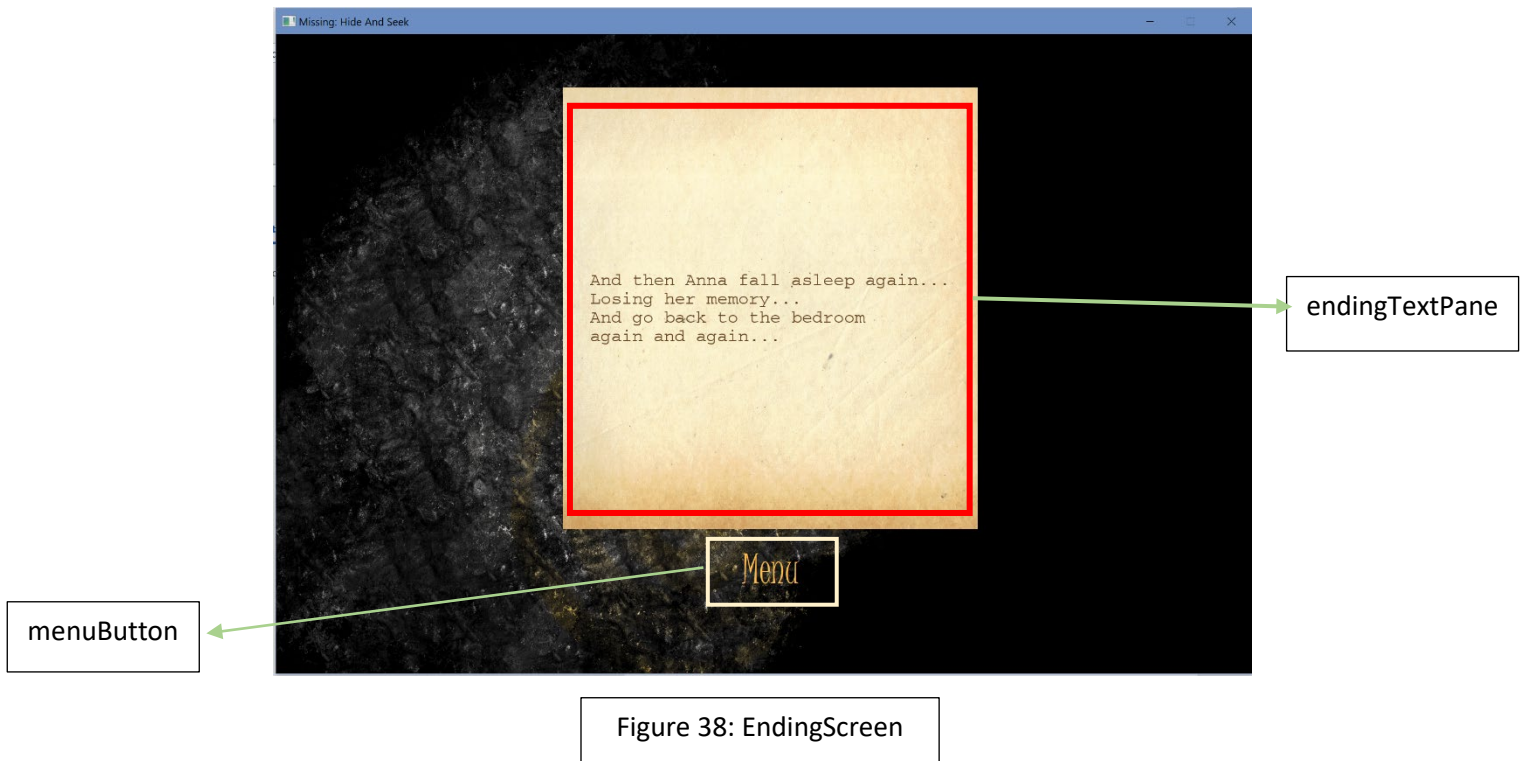 Missing: Hide And Seek
And then Anna fall asleep again...
Losing her memory...
And go back to the bedroom
again and again...
endingTextPane
Menu
menuButton
Figure 38: EndingScreen